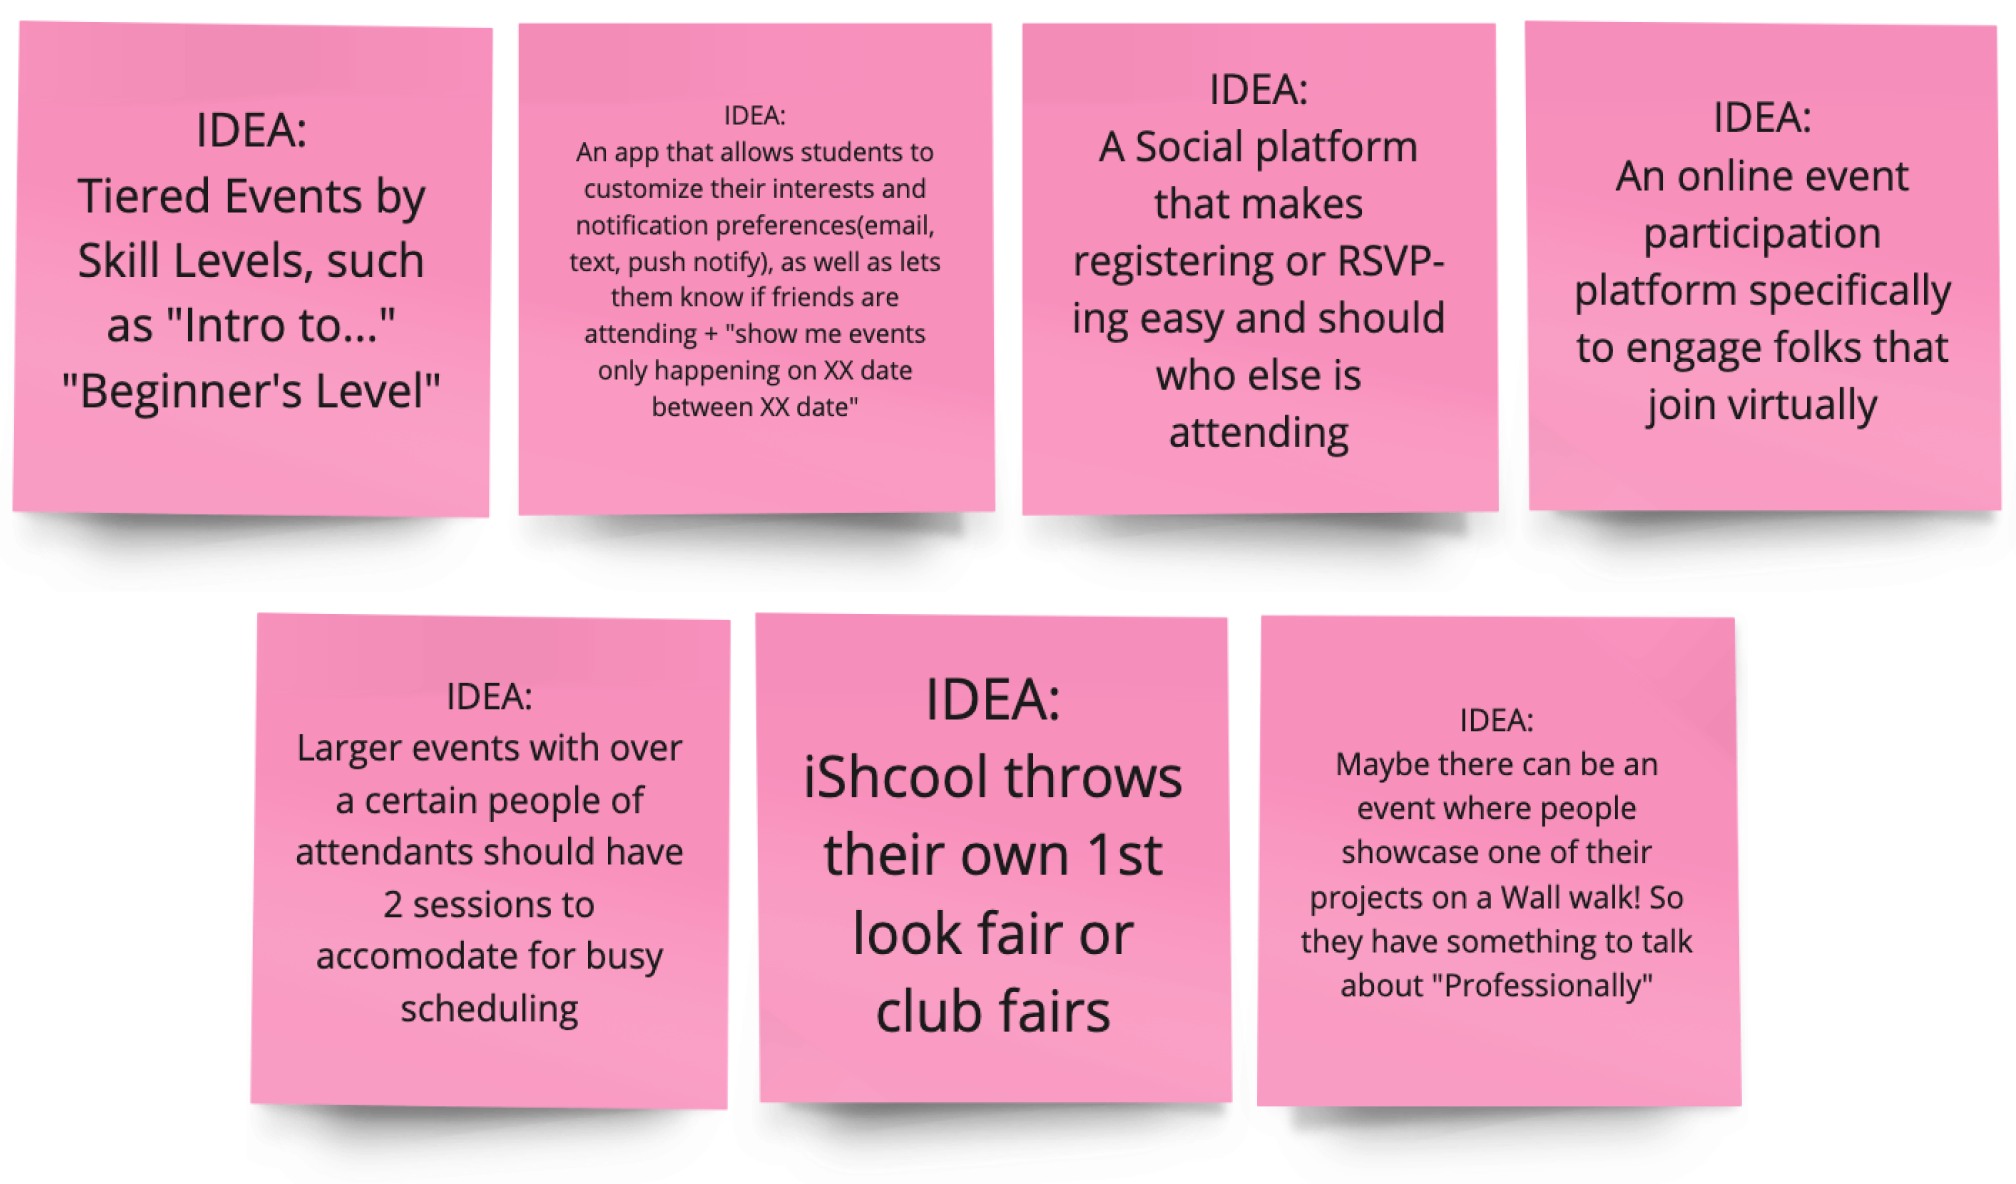 IDEA:
Tiered Events by
Skill Levels, such
as "Intro to..."
"Beginner's Level"
IDEA:
An app that allows students to
customize their interests and
notification preferences(email,
text, push notify), as well as lets
them know if friends are
attending + "show me events
only happening on XX date
between XX date"
IDEA:
A Social platform
that makes
registering or RSVP-
ing easy and should
who else is
attending
IDEA:
An online event
participation
platform specifically
to engage folks that
join virtually
IDEA:
Larger events with over
a certain people of
attendants should have
2 sessions to
accomodate for busy
scheduling
IDEA:
iShcool throws
their own 1st
look fair or
club fairs
IDEA:
Maybe there can be an
event where people
showcase one of their
projects on a Wall walk! So
they have something to talk
about "Professionally"